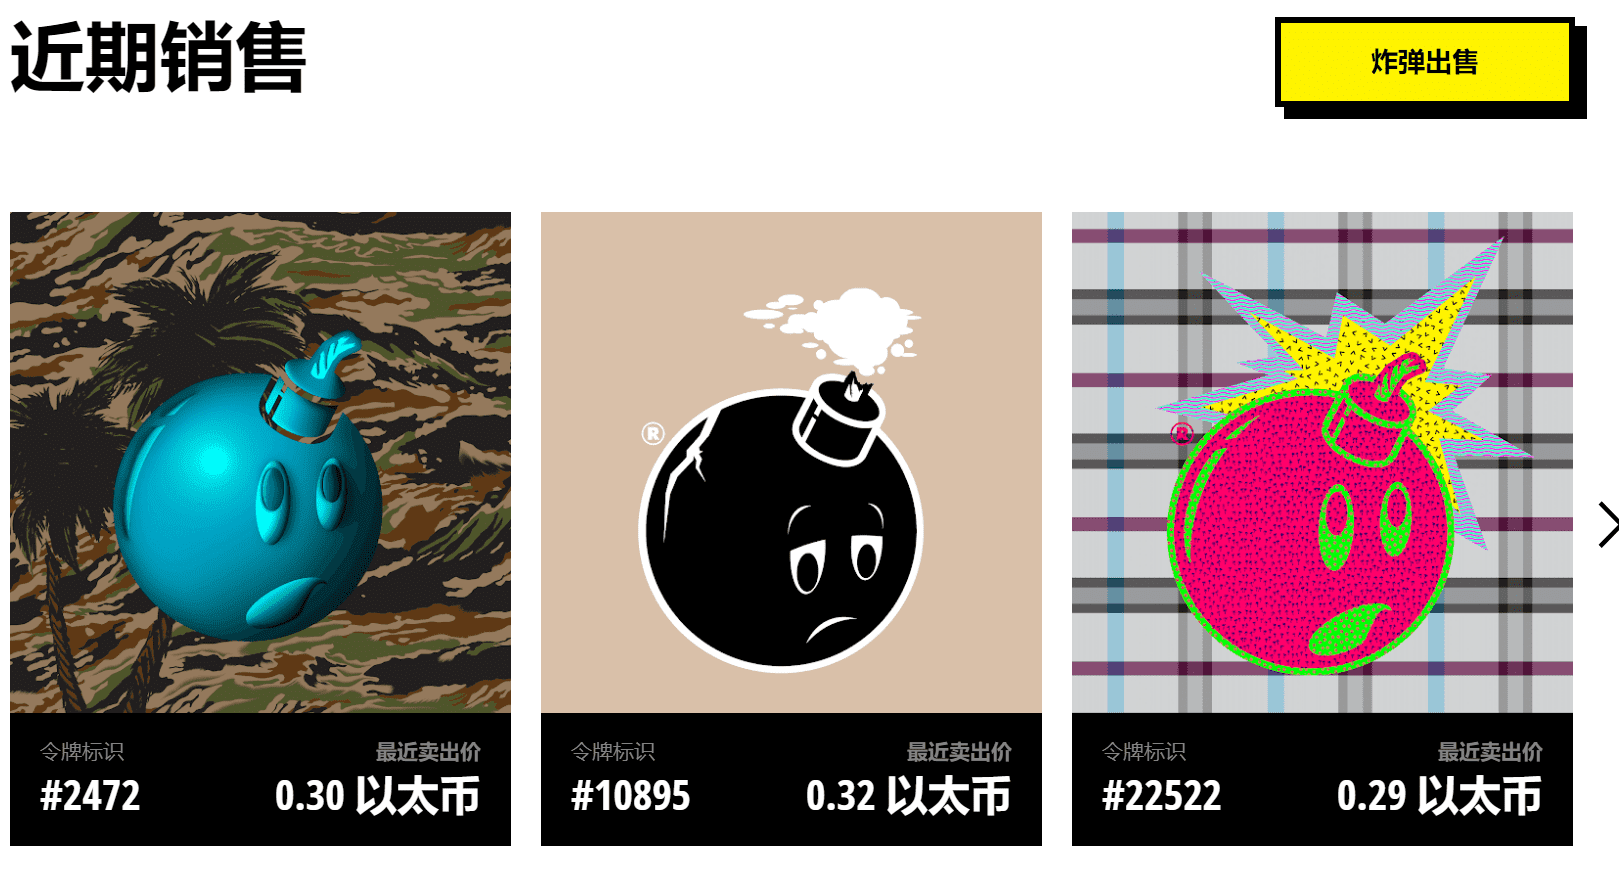 近期销售
炸弹出售
®
®
令牌标识 最近卖出价
#2472 0.30 以太币
令牌标识 最近卖出价
#10895 0.32 以太币
令牌标识 最近卖出价
#22522 0.29 以太币